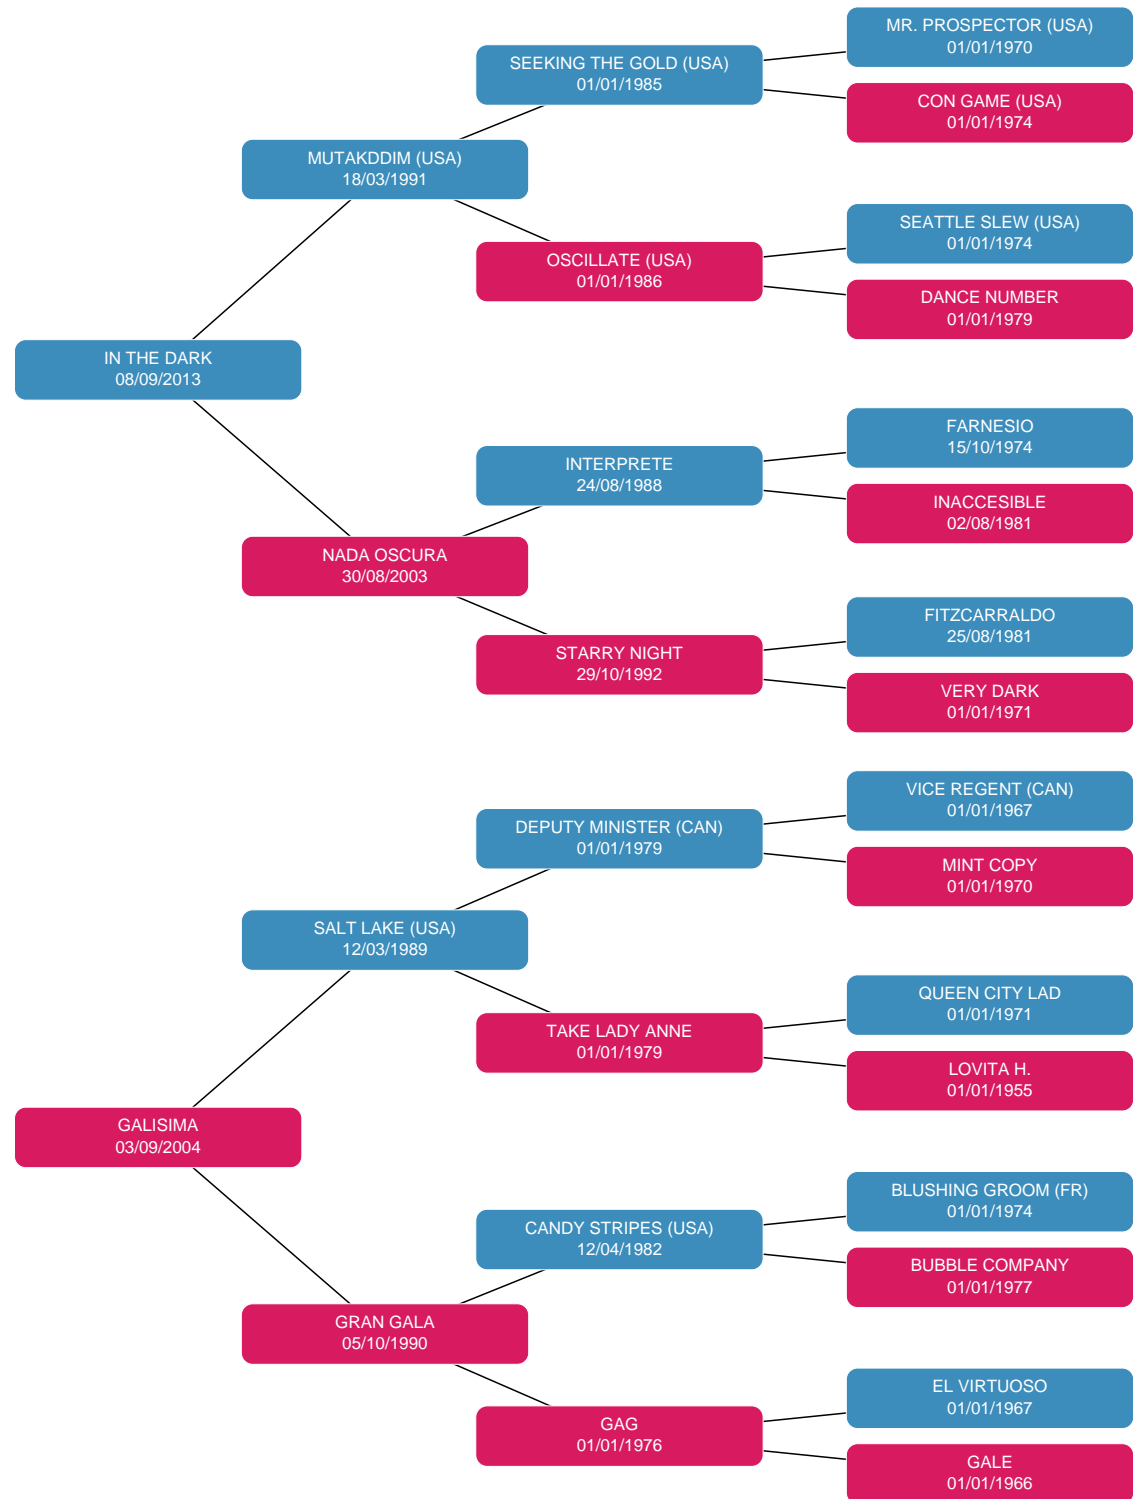 MR. PROSPECTOR (USA)
01/01/1970
SEEKING THE GOLD (USA)
01/01/1985
CON GAME (USA)
01/01/1974
MUTAKDDIM (USA)
18/03/1991
SEATTLE SLEW (USA)
01/01/1974
OSCILLATE (USA)
01/01/1986
DANCE NUMBER
01/01/1979
IN THE DARK
08/09/2013
FARNESIO
15/10/1974
INTERPRETE
24/08/1988
INACCESIBLE
02/08/1981
NADA OSCURA
30/08/2003
FITZCARRALDO
25/08/1981
STARRY NIGHT
29/10/1992
VERY DARK
01/01/1971
VICE REGENT (CAN)
01/01/1967
DEPUTY MINISTER (CAN)
01/01/1979
MINT COPY
01/01/1970
SALT LAKE (USA)
12/03/1989
QUEEN CITY LAD
01/01/1971
TAKE LADY ANNE
01/01/1979
LOVITA H.
01/01/1955
GALISIMA
03/09/2004
BLUSHING GROOM (FR)
01/01/1974
CANDY STRIPES (USA)
12/04/1982
BUBBLE COMPANY
01/01/1977
GRAN GALA
05/10/1990
EL VIRTUOSO
01/01/1967
GAG
01/01/1976
GALE
01/01/1966